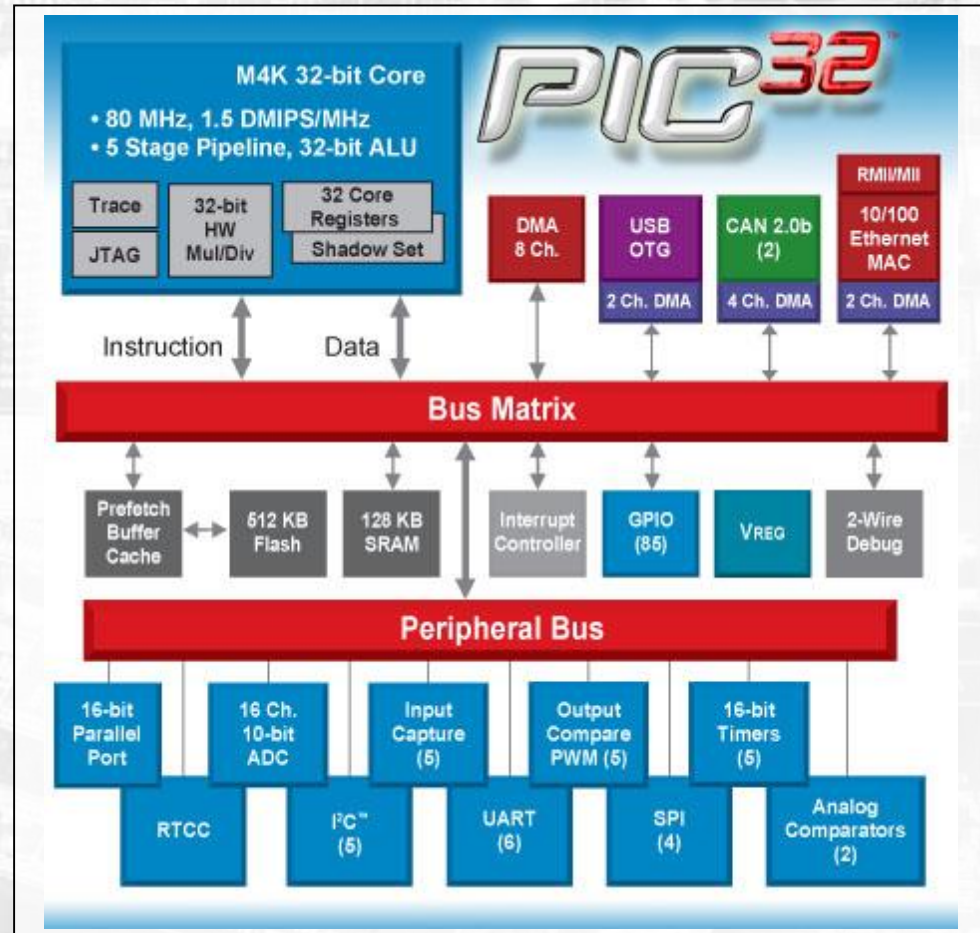 PIC32™
M4K 32-bit Core
• 80 MHz, 1.5 DMIPS/MHz
• 5 Stage Pipeline, 32-bit ALU
Trace
JTAG
32-bit
HW
Mul/Div
32 Core
Registers
Shadow Set
DMA
8 Ch.
USB
OTG
2 Ch. DMA
CAN 2.0b
(2)
4 Ch. DMA
RMII/MII
10/100
Ethernet
MAC
2 Ch. DMA
Instruction
Data
Bus Matrix
Prefetch
Buffer
Cache
512 KB
Flash
128 KB
SRAM
Interrupt
Controller
GPIO
(85)
VREG
2-Wire
Debug
Peripheral Bus
16-bit
Parallel
Port
16 Ch.
10-bit
ADC
Input
Capture
(5)
Output
Compare
PWM (5)
16-bit
Timers
(5)
RTCC
I²C™
(5)
UART
(6)
SPI
(4)
Analog
Comparators
(2)